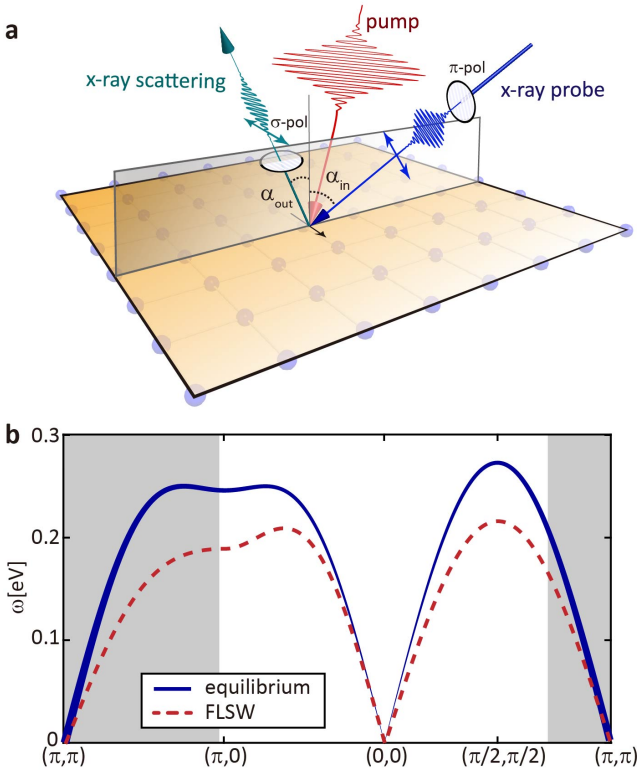 a
pump
π-pol
x-ray scattering
x-ray probe
σ-pol
α_in
α_out
b
0.3
0.2
0.1
0
ω[eV]
equilibrium
FLSW
(π,π) (π,0) (0,0) (π/2,π/2) (π,π)